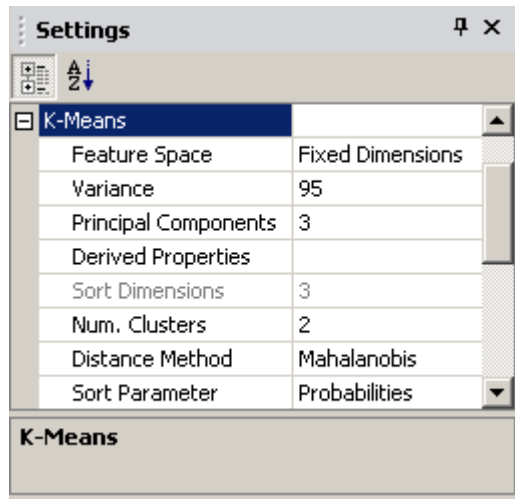 Settings
K-Means
Feature Space Fixed Dimensions
Variance 95
Principal Components 3
Derived Properties
Sort Dimensions 3
Num. Clusters 2
Distance Method Mahalanobis
Sort Parameter Probabilities
K-Means